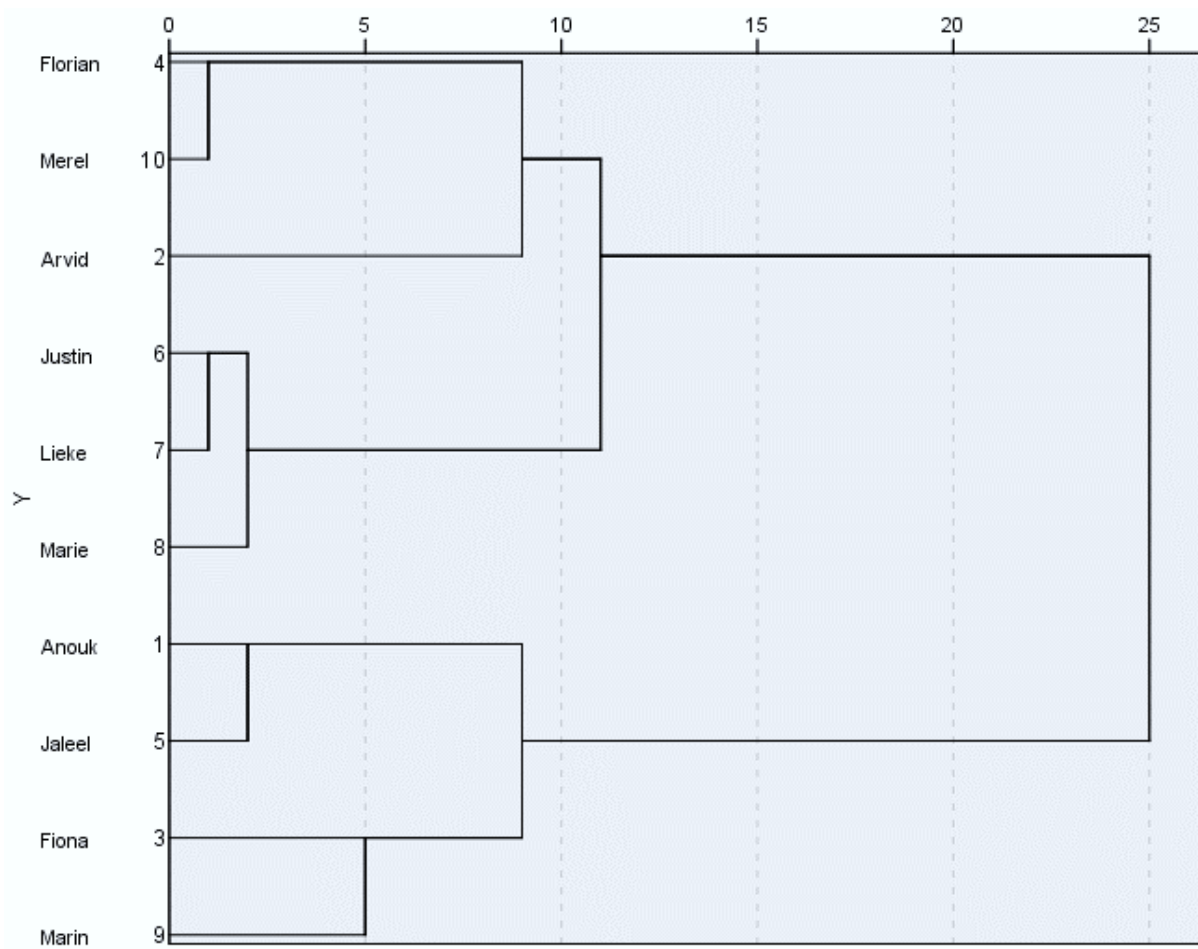 0 5 10 15 20 25
Florian 4
Merel 10
Arvid 2
Justin 6
Lieke 7
Y
Marie 8
Anouk 1
Jaleel 5
Fiona 3
Marin 9